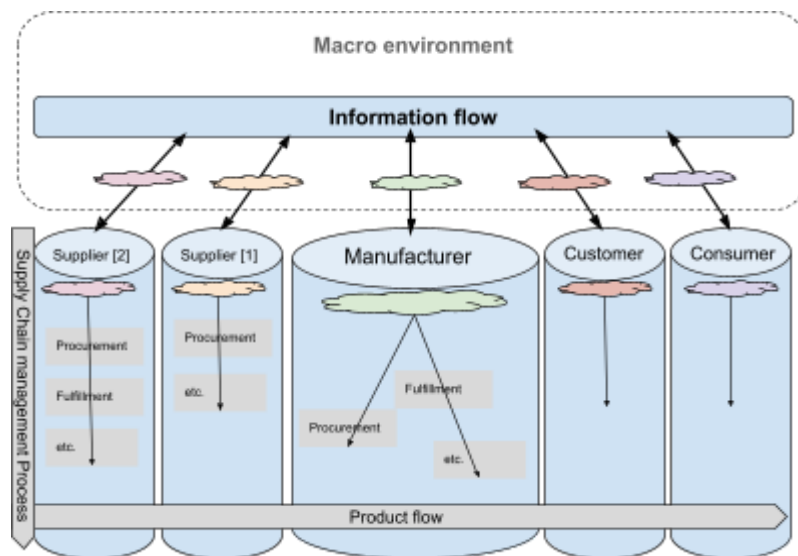 Macro environment
Information flow
Supplier [2]
Supplier [1]
Manufacturer
Customer
Consumer
Supply Chain management Process
Procurement
Fulfillment
etc.
Procurement
etc.
Fulfillment
Procurement
etc.
Product flow